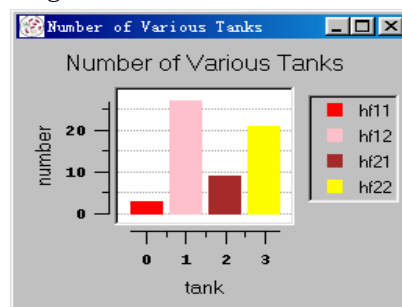 Number of Various Tanks
Number of Various Tanks
number
20
10
0
hf11
hf12
hf21
hf22
0 1 2 3
tank